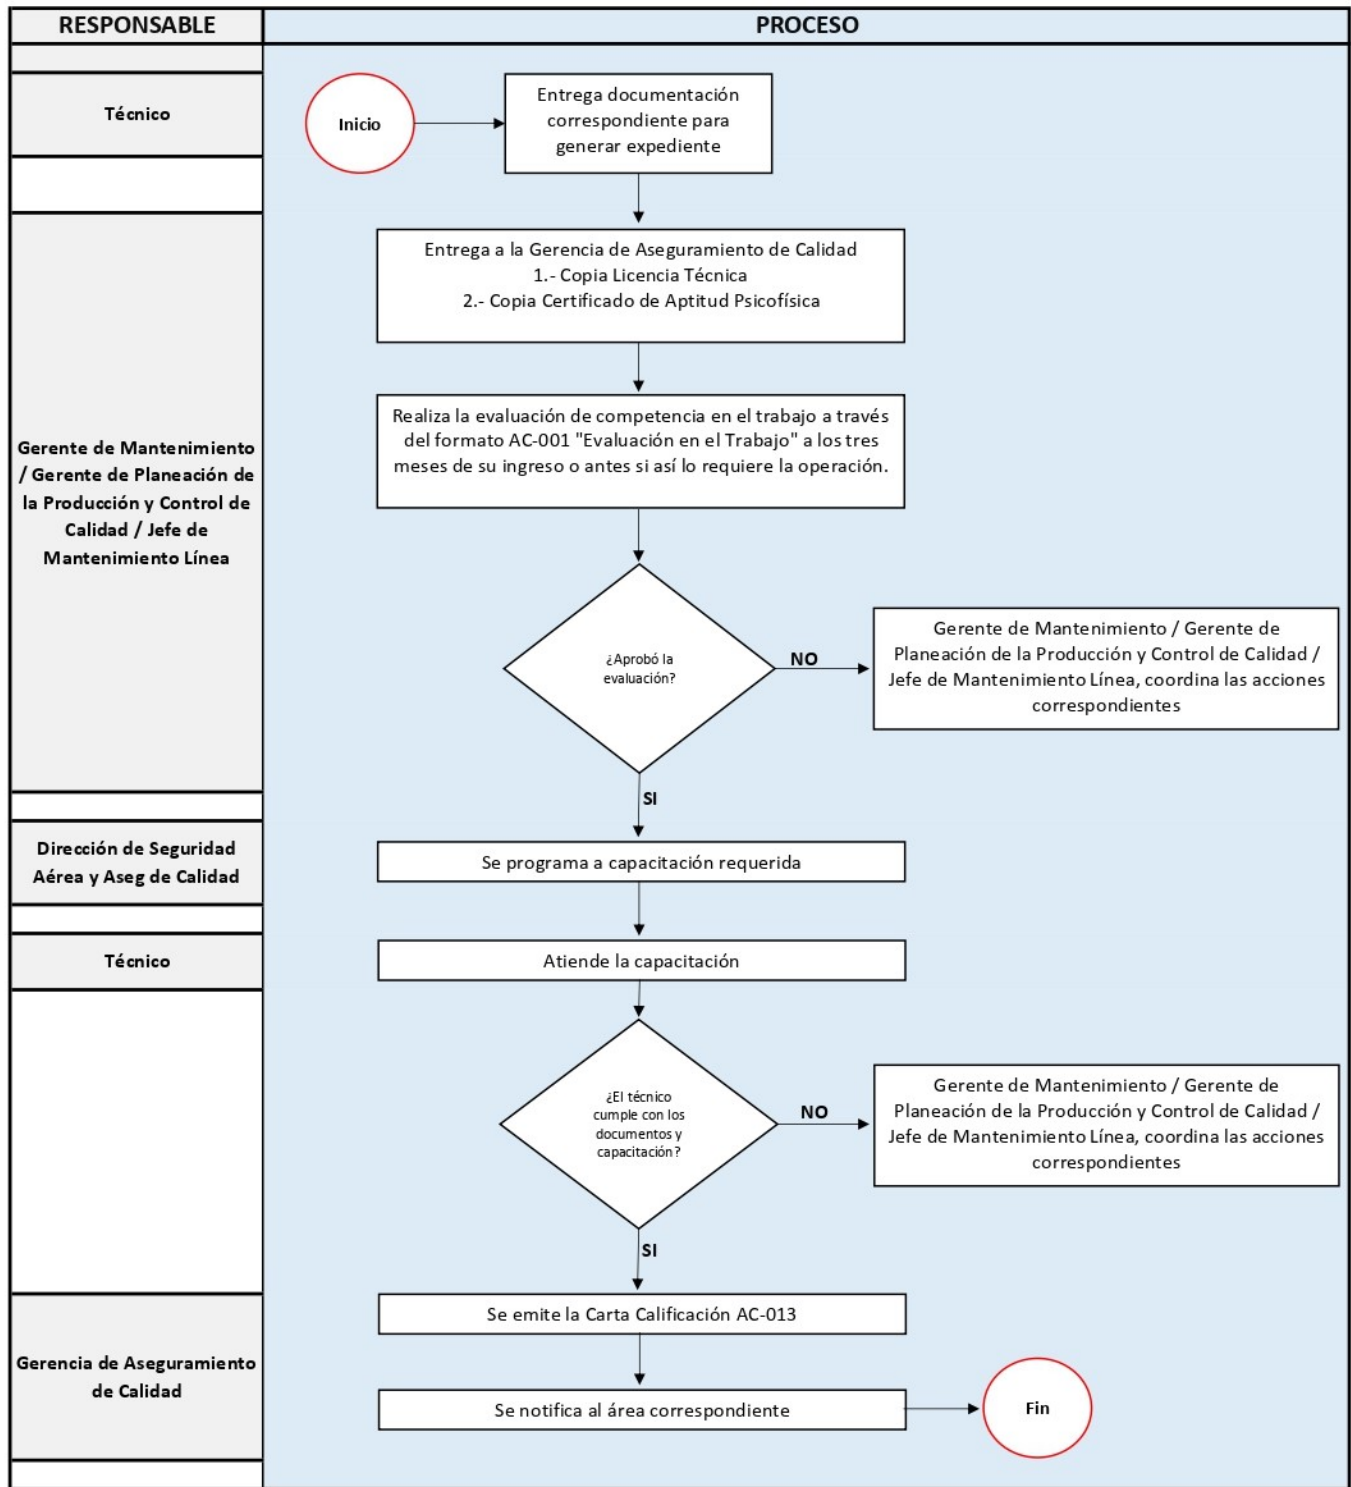 RESPONSABLE
PROCESO
Técnico
Inicio
Entrega documentación
correspondiente para
generar expediente
Entrega a la Gerencia de Aseguramiento de Calidad
1.- Copia Licencia Técnica
2.- Copia Certificado de Aptitud Psicofísica
Gerente de Mantenimiento
/ Gerente de Planeación de
la Producción y Control de
Calidad / Jefe de
Mantenimiento Línea
Realiza la evaluación de competencia en el trabajo a través
del formato AC-001 "Evaluación en el Trabajo" a los tres
meses de su ingreso o antes si así lo requiere la operación.
¿Aprobó la
evaluación?
NO
Gerente de Mantenimiento / Gerente de
Planeación de la Producción y Control de Calidad /
Jefe de Mantenimiento Línea, coordina las acciones
correspondientes
SI
Dirección de Seguridad
Aérea y Aseg de Calidad
Se programa a capacitación requerida
Técnico
Atiende la capacitación
¿El técnico
cumple con los
documentos y
capacitación?
NO
Gerente de Mantenimiento / Gerente de
Planeación de la Producción y Control de Calidad /
Jefe de Mantenimiento Línea, coordina las acciones
correspondientes
SI
Gerencia de Aseguramiento
de Calidad
Se emite la Carta Calificación AC-013
Se notifica al área correspondiente
Fin